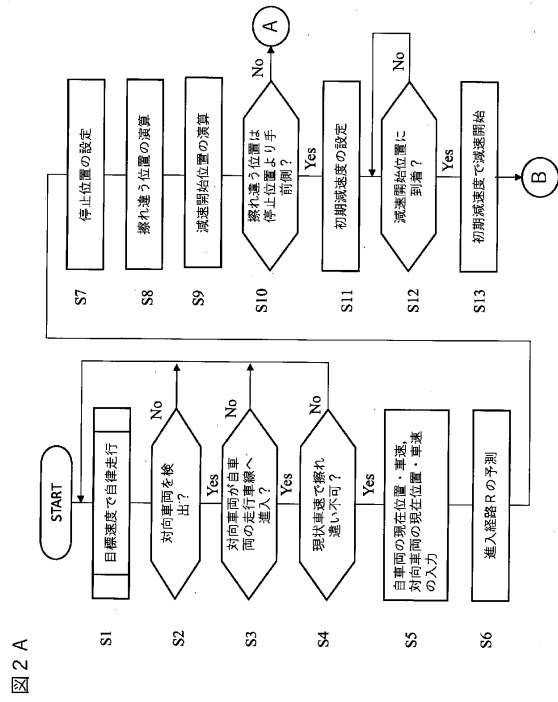 図2A
START
S1
目標速度で自律走行
S2
対向車両を検
出?
No
Yes
S3
対向車両が自車
両の走行車線へ
進入?
No
Yes
S4
現状車速で擦れ
違い不可?
No
Yes
S5
自車両の現在位置・車速,
対向車両の現在位置・車速
の入力
S6
進入経路Rの予測
S7
停止位置の設定
S8
擦れ違う位置の演算
S9
減速開始位置の演算
S10
擦れ違う位置は
停止位置より手
前側?
No
A
Yes
S11
初期減速度の設定
S12
減速開始位置に
到着?
No
Yes
S13
初期減速度で減速開始
B